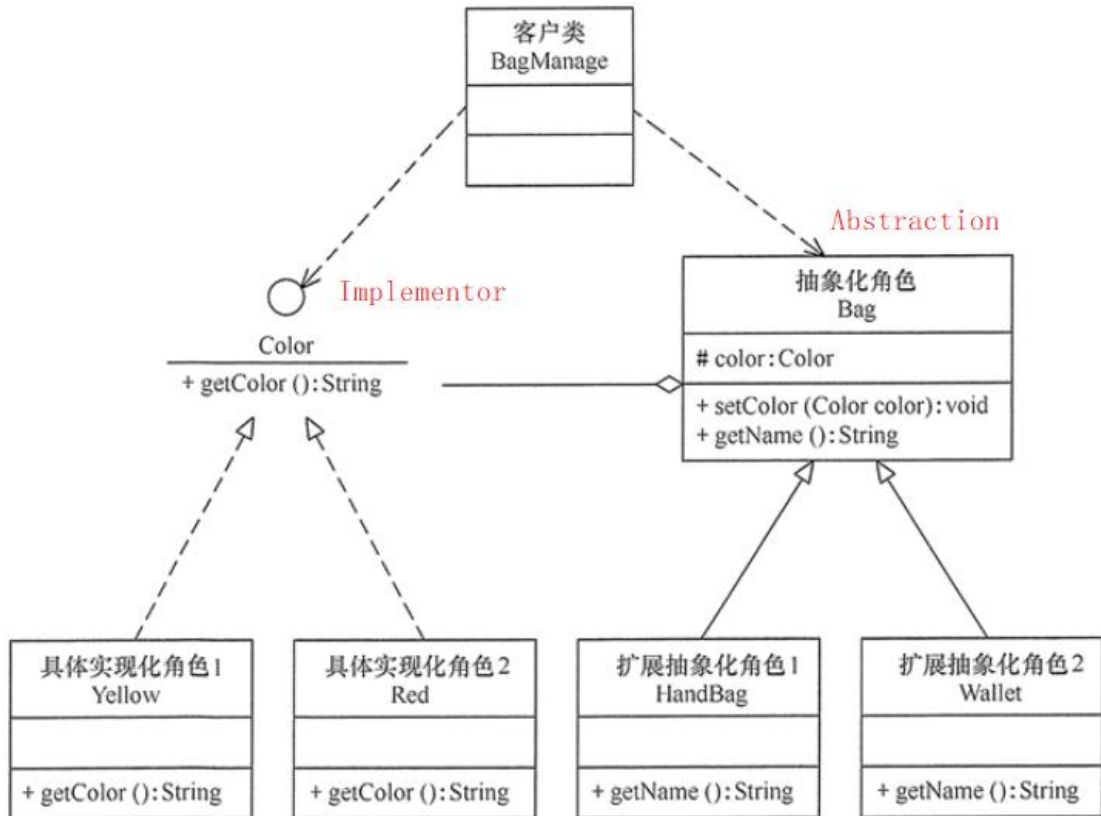 客户类
BagManage
Abstraction
Implementor
抽象化角色
Bag
# color:Color
+ setColor (Color color):void
+ getName ():String
Color
+ getColor ():String
具体实现化角色1
Yellow
+ getColor ():String
具体实现化角色2
Red
+ getColor ():String
扩展抽象化角色1
HandBag
+ getName ():String
扩展抽象化角色2
Wallet
+ getName ():String